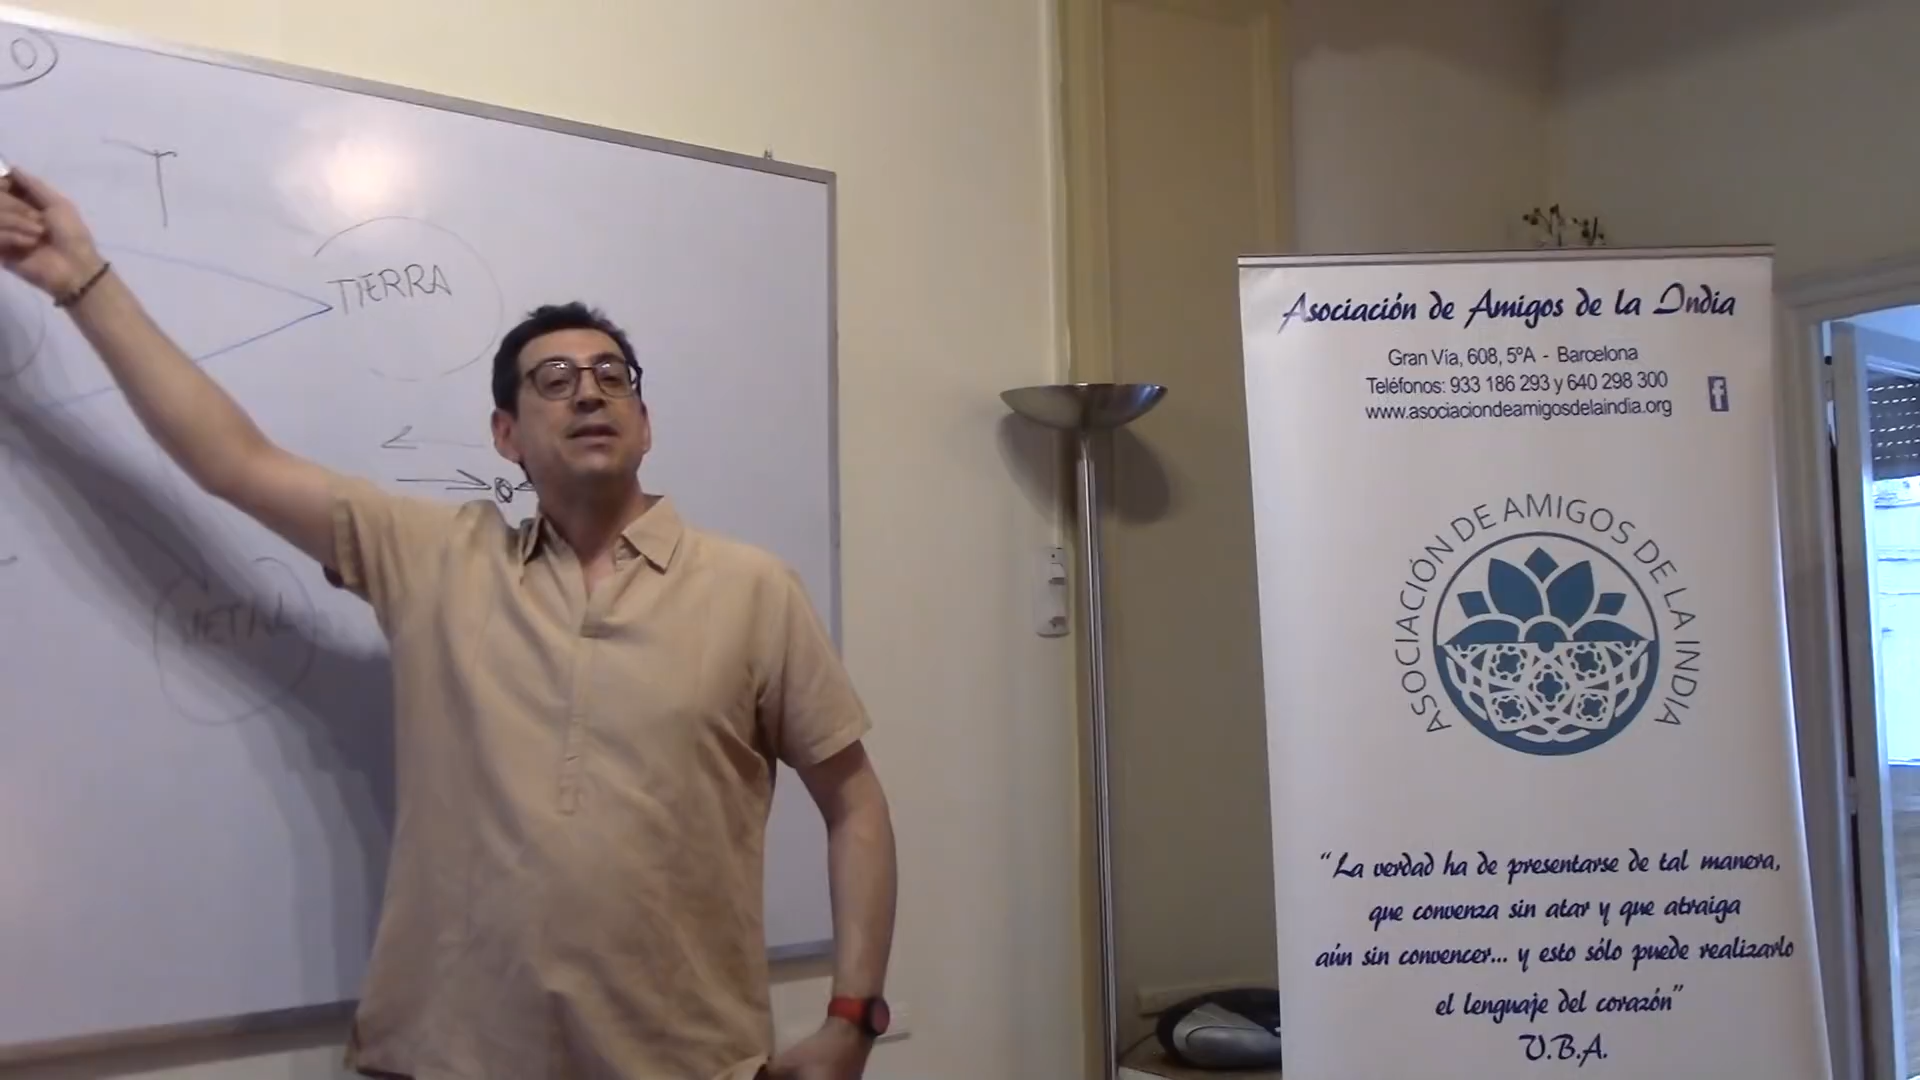 O
T
TIERRA
METAL
Asociación de Amigos de la India
Gran Vía, 608, 5ºA - Barcelona
Teléfonos: 933 186 293 y 640 298 300
www.asociaciondeamigosdelaindia.org
f
ASOCIACIÓN DE AMIGOS DE LA INDIA
“La verdad ha de presentarse de tal manera,
que convenza sin atar y que atraiga
aún sin convencer... y esto sólo puede realizarlo
el lenguaje del corazón”
V.B.A.